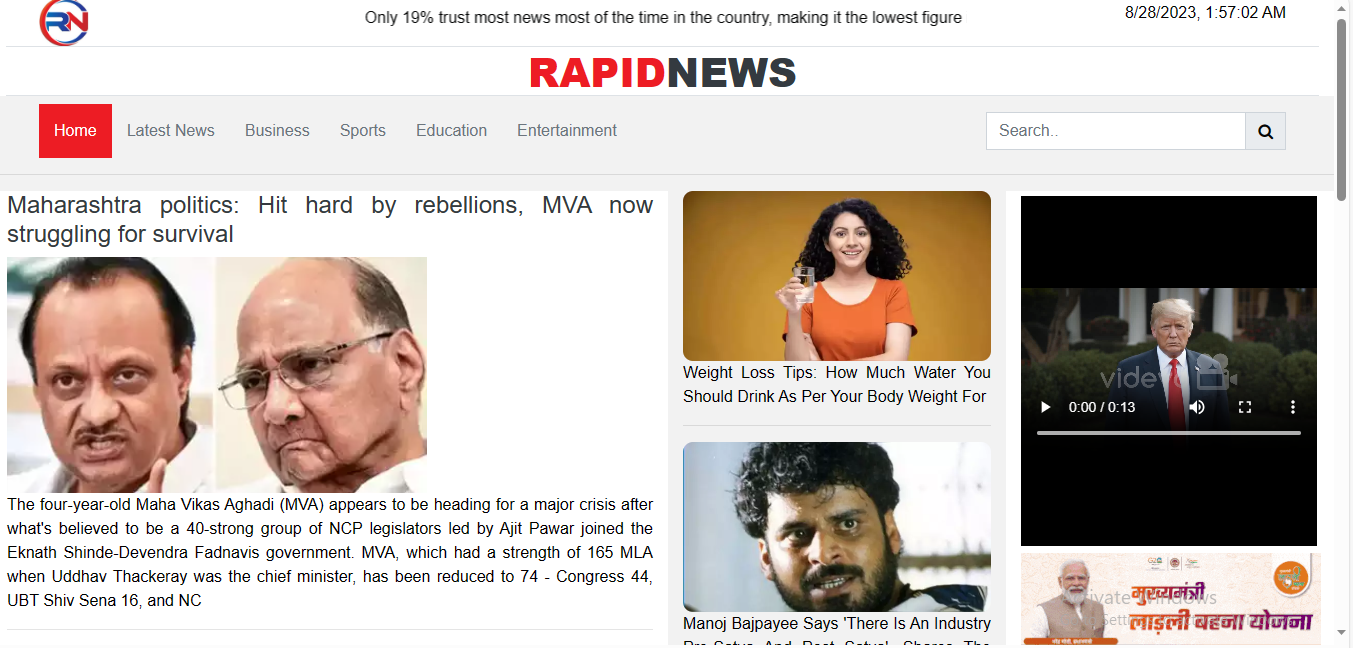 RN
Only 19% trust most news most of the time in the country, making it the lowest figure
8/28/2023, 1:57:02 AM
RAPIDNEWS
Home Latest News Business Sports Education Entertainment
Search..
Maharashtra politics: Hit hard by rebellions, MVA now
struggling for survival
The four-year-old Maha Vikas Aghadi (MVA) appears to be heading for a major crisis after
what's believed to be a 40-strong group of NCP legislators led by Ajit Pawar joined the
Eknath Shinde-Devendra Fadnavis government. MVA, which had a strength of 165 MLA
when Uddhav Thackeray was the chief minister, has been reduced to 74 - Congress 44,
UBT Shiv Sena 16, and NC
Weight Loss Tips: How Much Water You
Should Drink As Per Your Body Weight For
Manoj Bajpayee Says 'There Is An Industry
videvo
0:00 / 0:13
मुख्यमंत्री
लाड़ली बहना योजना
Activate Windows